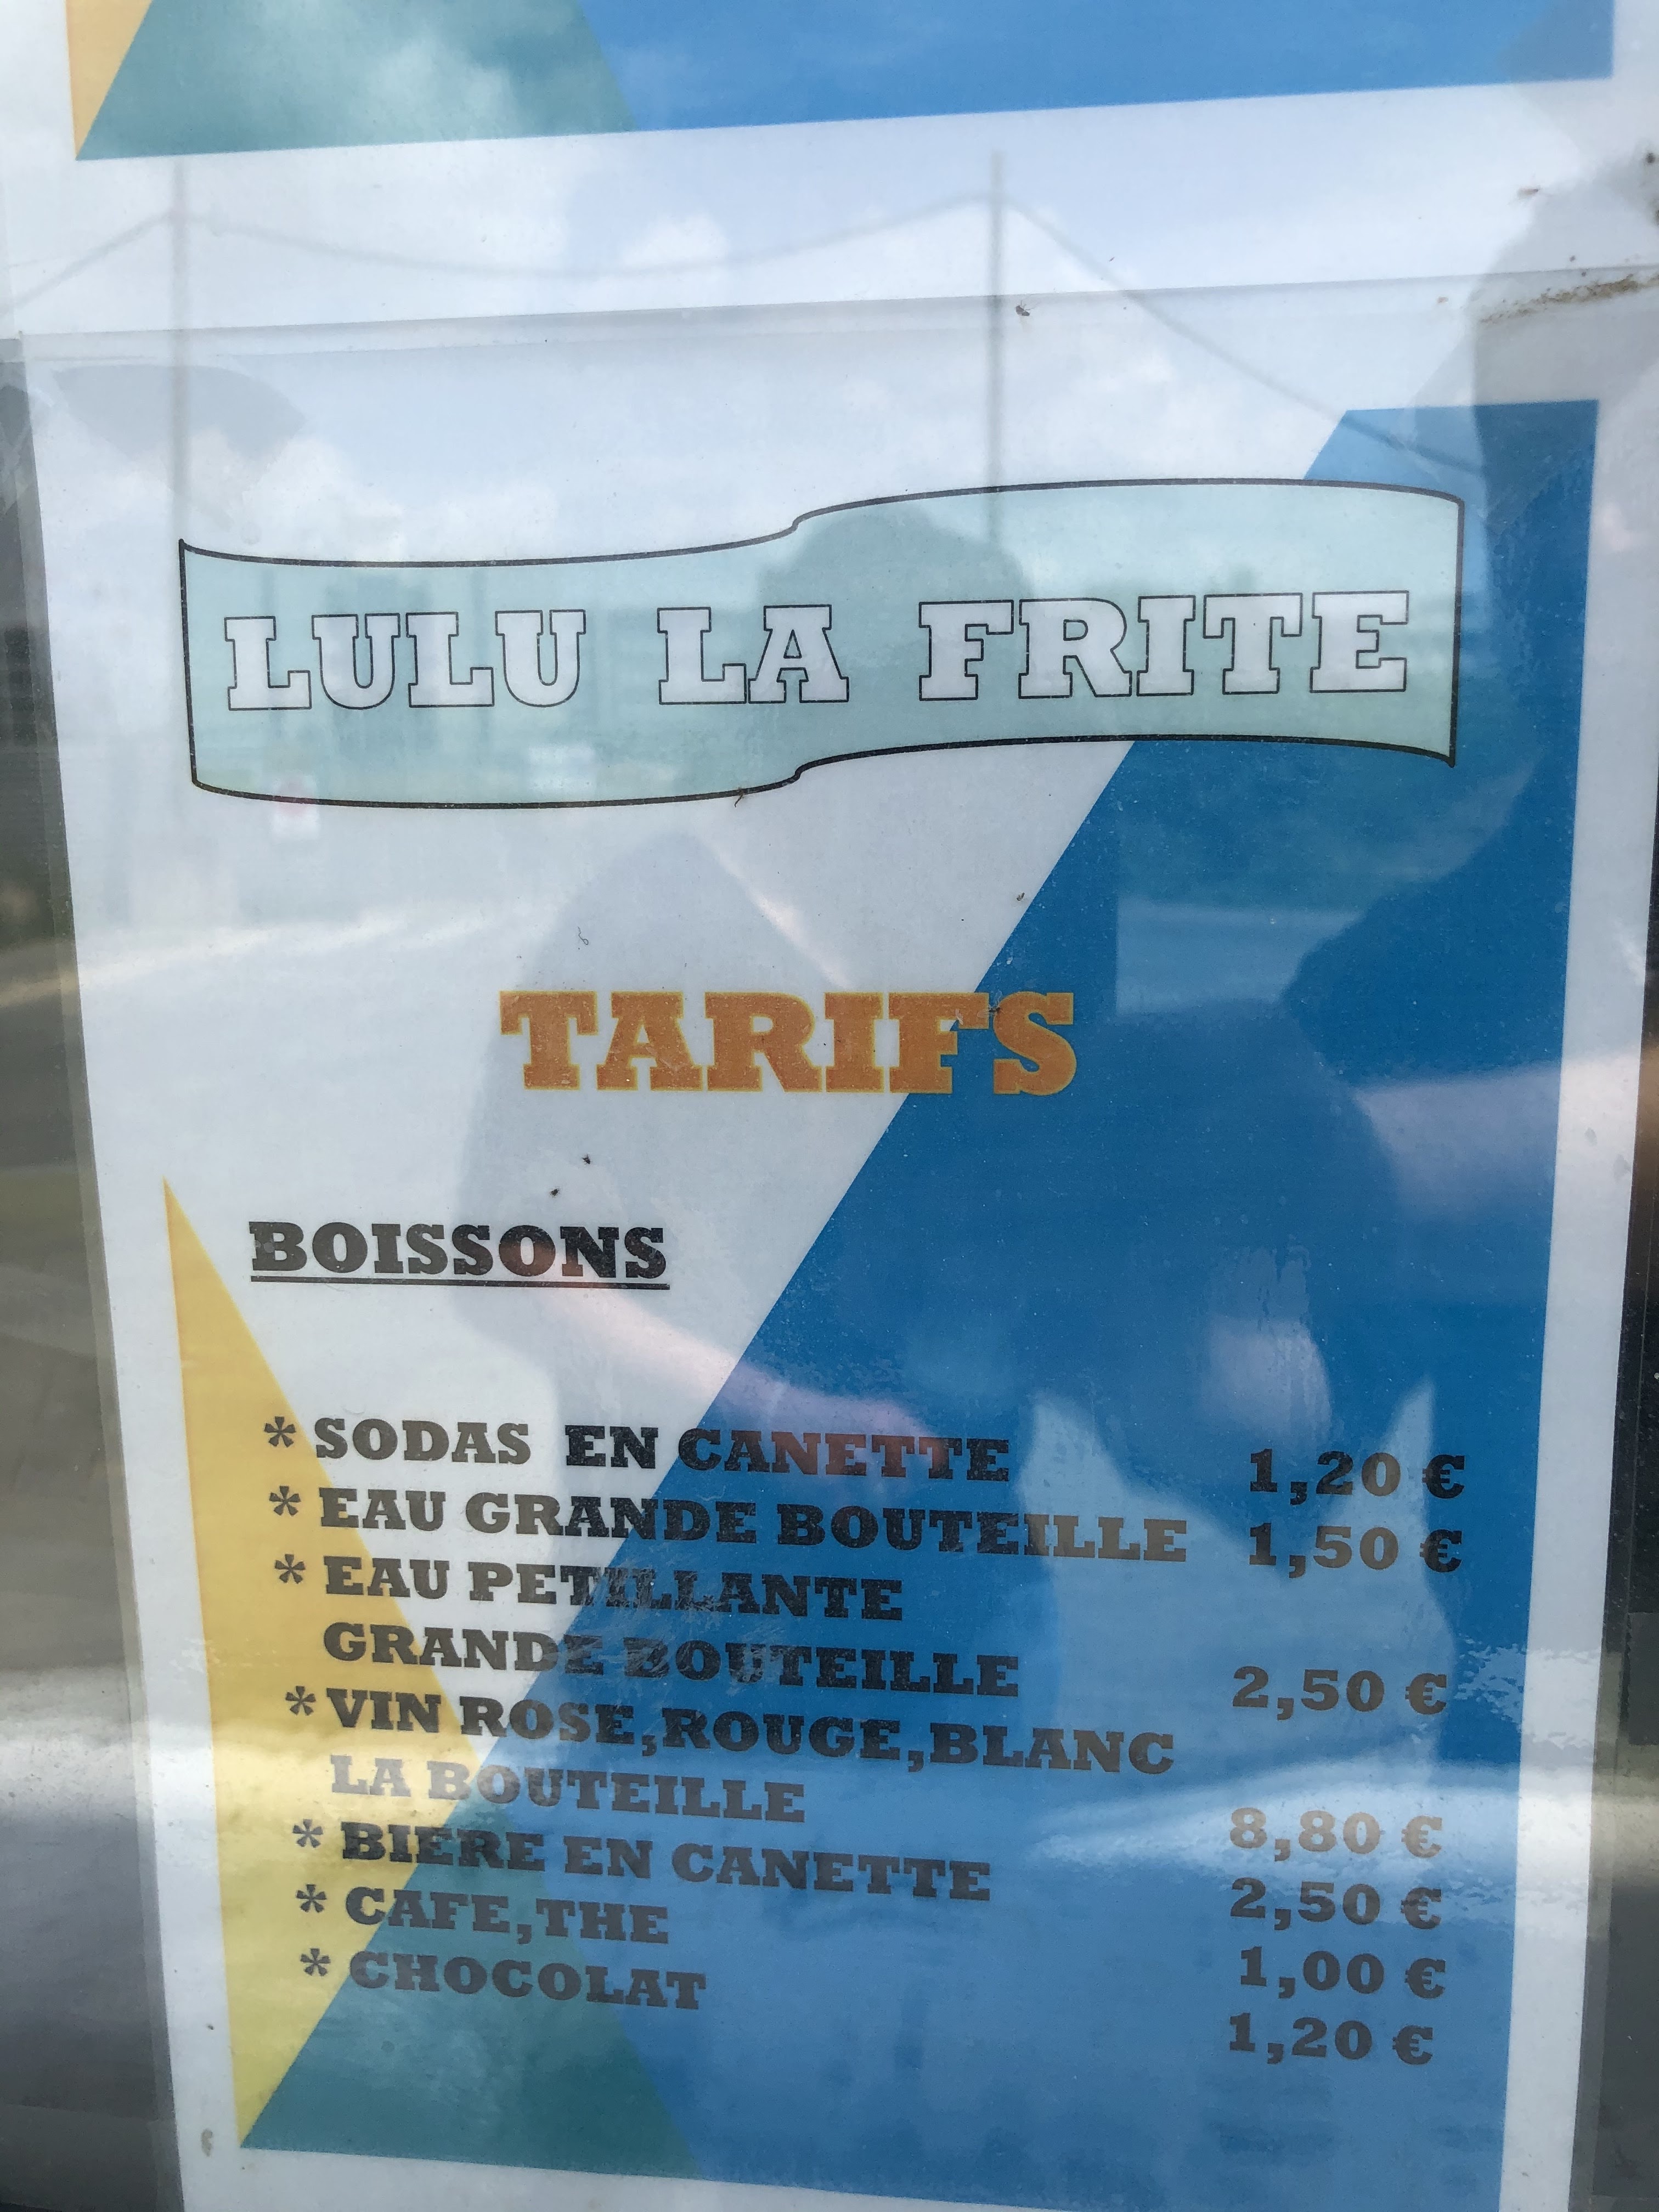 LULU LA FRITE
TARIFS
BOISSONS
* SODAS EN CANETTE 1,20 €
* EAU GRANDE BOUTEILLE 1,50 €
* EAU PETILLANTE
GRANDE BOUTEILLE 2,50 €
* VIN ROSE,ROUGE,BLANC
LA BOUTEILLE 8,80 €
* BIERE EN CANETTE 2,50 €
* CAFE,THE 1,00 €
* CHOCOLAT 1,20 €